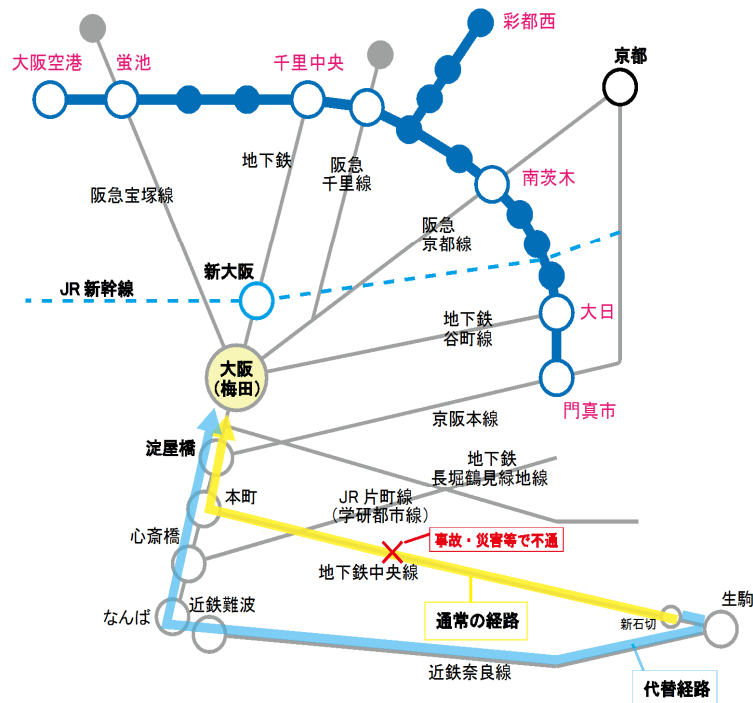 彩都西
大阪空港
蛍池
千里中央
京都
地下鉄
阪急
千里線
阪急宝塚線
南茨木
阪急
京都線
新大阪
JR新幹線
地下鉄
谷町線
大日
大阪
(梅田)
門真市
京阪本線
淀屋橋
地下鉄
長堀鶴見緑地線
本町
JR片町線
(学研都市線)
心斎橋
事故・災害等で不通
地下鉄中央線
生駒
近鉄難波
なんば
通常の経路
新石切
近鉄奈良線
代替経路